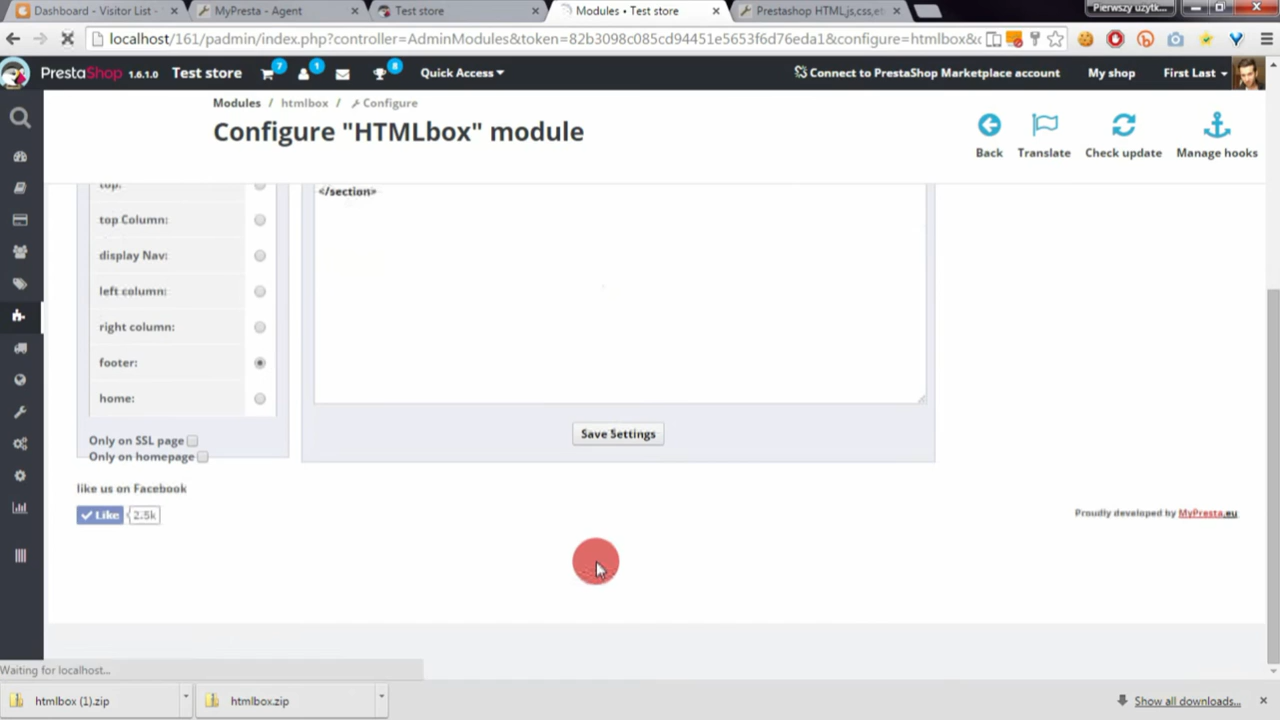 Dashboard - Visitor List -
MyPresta - Agent
Test store
Modules • Test store
Prestashop HTML,js,css,et
Pierwszy użytk...
localhost/161/padmin/index.php?controller=AdminModules&token=82b3098c085cd94451e5653f6d76eda1&configure=htmlbox&c
PrestaShop 1.6.1.0 Test store 7 1 8 Quick Access Connect to PrestaShop Marketplace account My shop First Last
Modules / htmlbox / Configure
Configure "HTMLbox" module
Back Translate Check update Manage hooks
top:
</section>
top Column:
display Nav:
left column:
right column:
footer:
home:
Save Settings
Only on SSL page
Only on homepage
like us on Facebook
Like 2.5k
Proudly developed by MyPresta.eu
Waiting for localhost...
htmlbox (1).zip
htmlbox.zip
Show all downloads...